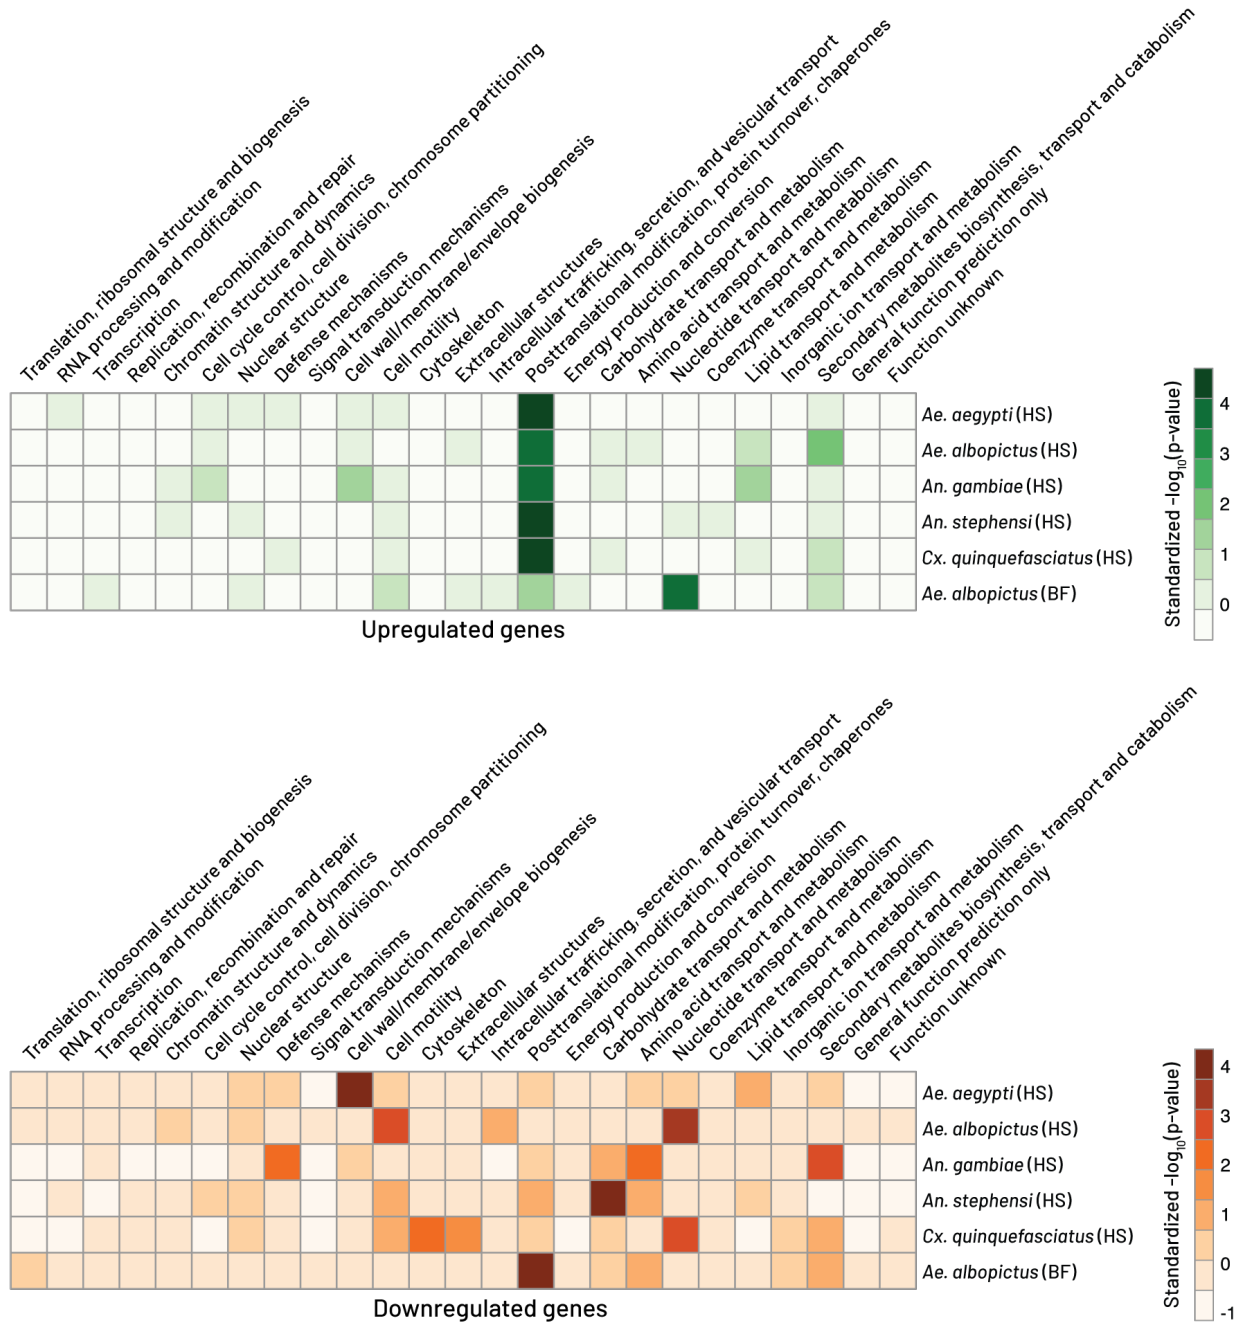 Translation, ribosomal structure and biogenesis
RNA processing and modification
Transcription
Replication, recombination and repair
Chromatin structure and dynamics
Cell cycle control, cell division, chromosome partitioning
Nuclear structure
Defense mechanisms
Signal transduction mechanisms
Cell wall/membrane/envelope biogenesis
Cell motility
Cytoskeleton
Extracellular structures
Intracellular trafficking, secretion, and vesicular transport
Posttranslational modification, protein turnover, chaperones
Energy production and conversion
Carbohydrate transport and metabolism
Amino acid transport and metabolism
Nucleotide transport and metabolism
Coenzyme transport and metabolism
Lipid transport and metabolism
Inorganic ion transport and metabolism
Secondary metabolites biosynthesis, transport and catabolism
General function prediction only
Function unknown
Ae. aegypti (HS)
Ae. albopictus (HS)
An. gambiae (HS)
An. stephensi (HS)
Cx. quinquefasciatus (HS)
Ae. albopictus (BF)
Upregulated genes
Standardized -log10(p-value)
4
3
2
1
0
Translation, ribosomal structure and biogenesis
RNA processing and modification
Transcription
Replication, recombination and repair
Chromatin structure and dynamics
Cell cycle control, cell division, chromosome partitioning
Nuclear structure
Defense mechanisms
Signal transduction mechanisms
Cell wall/membrane/envelope biogenesis
Cell motility
Cytoskeleton
Extracellular structures
Intracellular trafficking, secretion, and vesicular transport
Posttranslational modification, protein turnover, chaperones
Energy production and conversion
Carbohydrate transport and metabolism
Amino acid transport and metabolism
Nucleotide transport and metabolism
Coenzyme transport and metabolism
Lipid transport and metabolism
Inorganic ion transport and metabolism
Secondary metabolites biosynthesis, transport and catabolism
General function prediction only
Function unknown
Ae. aegypti (HS)
Ae. albopictus (HS)
An. gambiae (HS)
An. stephensi (HS)
Cx. quinquefasciatus (HS)
Ae. albopictus (BF)
Downregulated genes
Standardized -log10(p-value)
4
3
2
1
0
-1